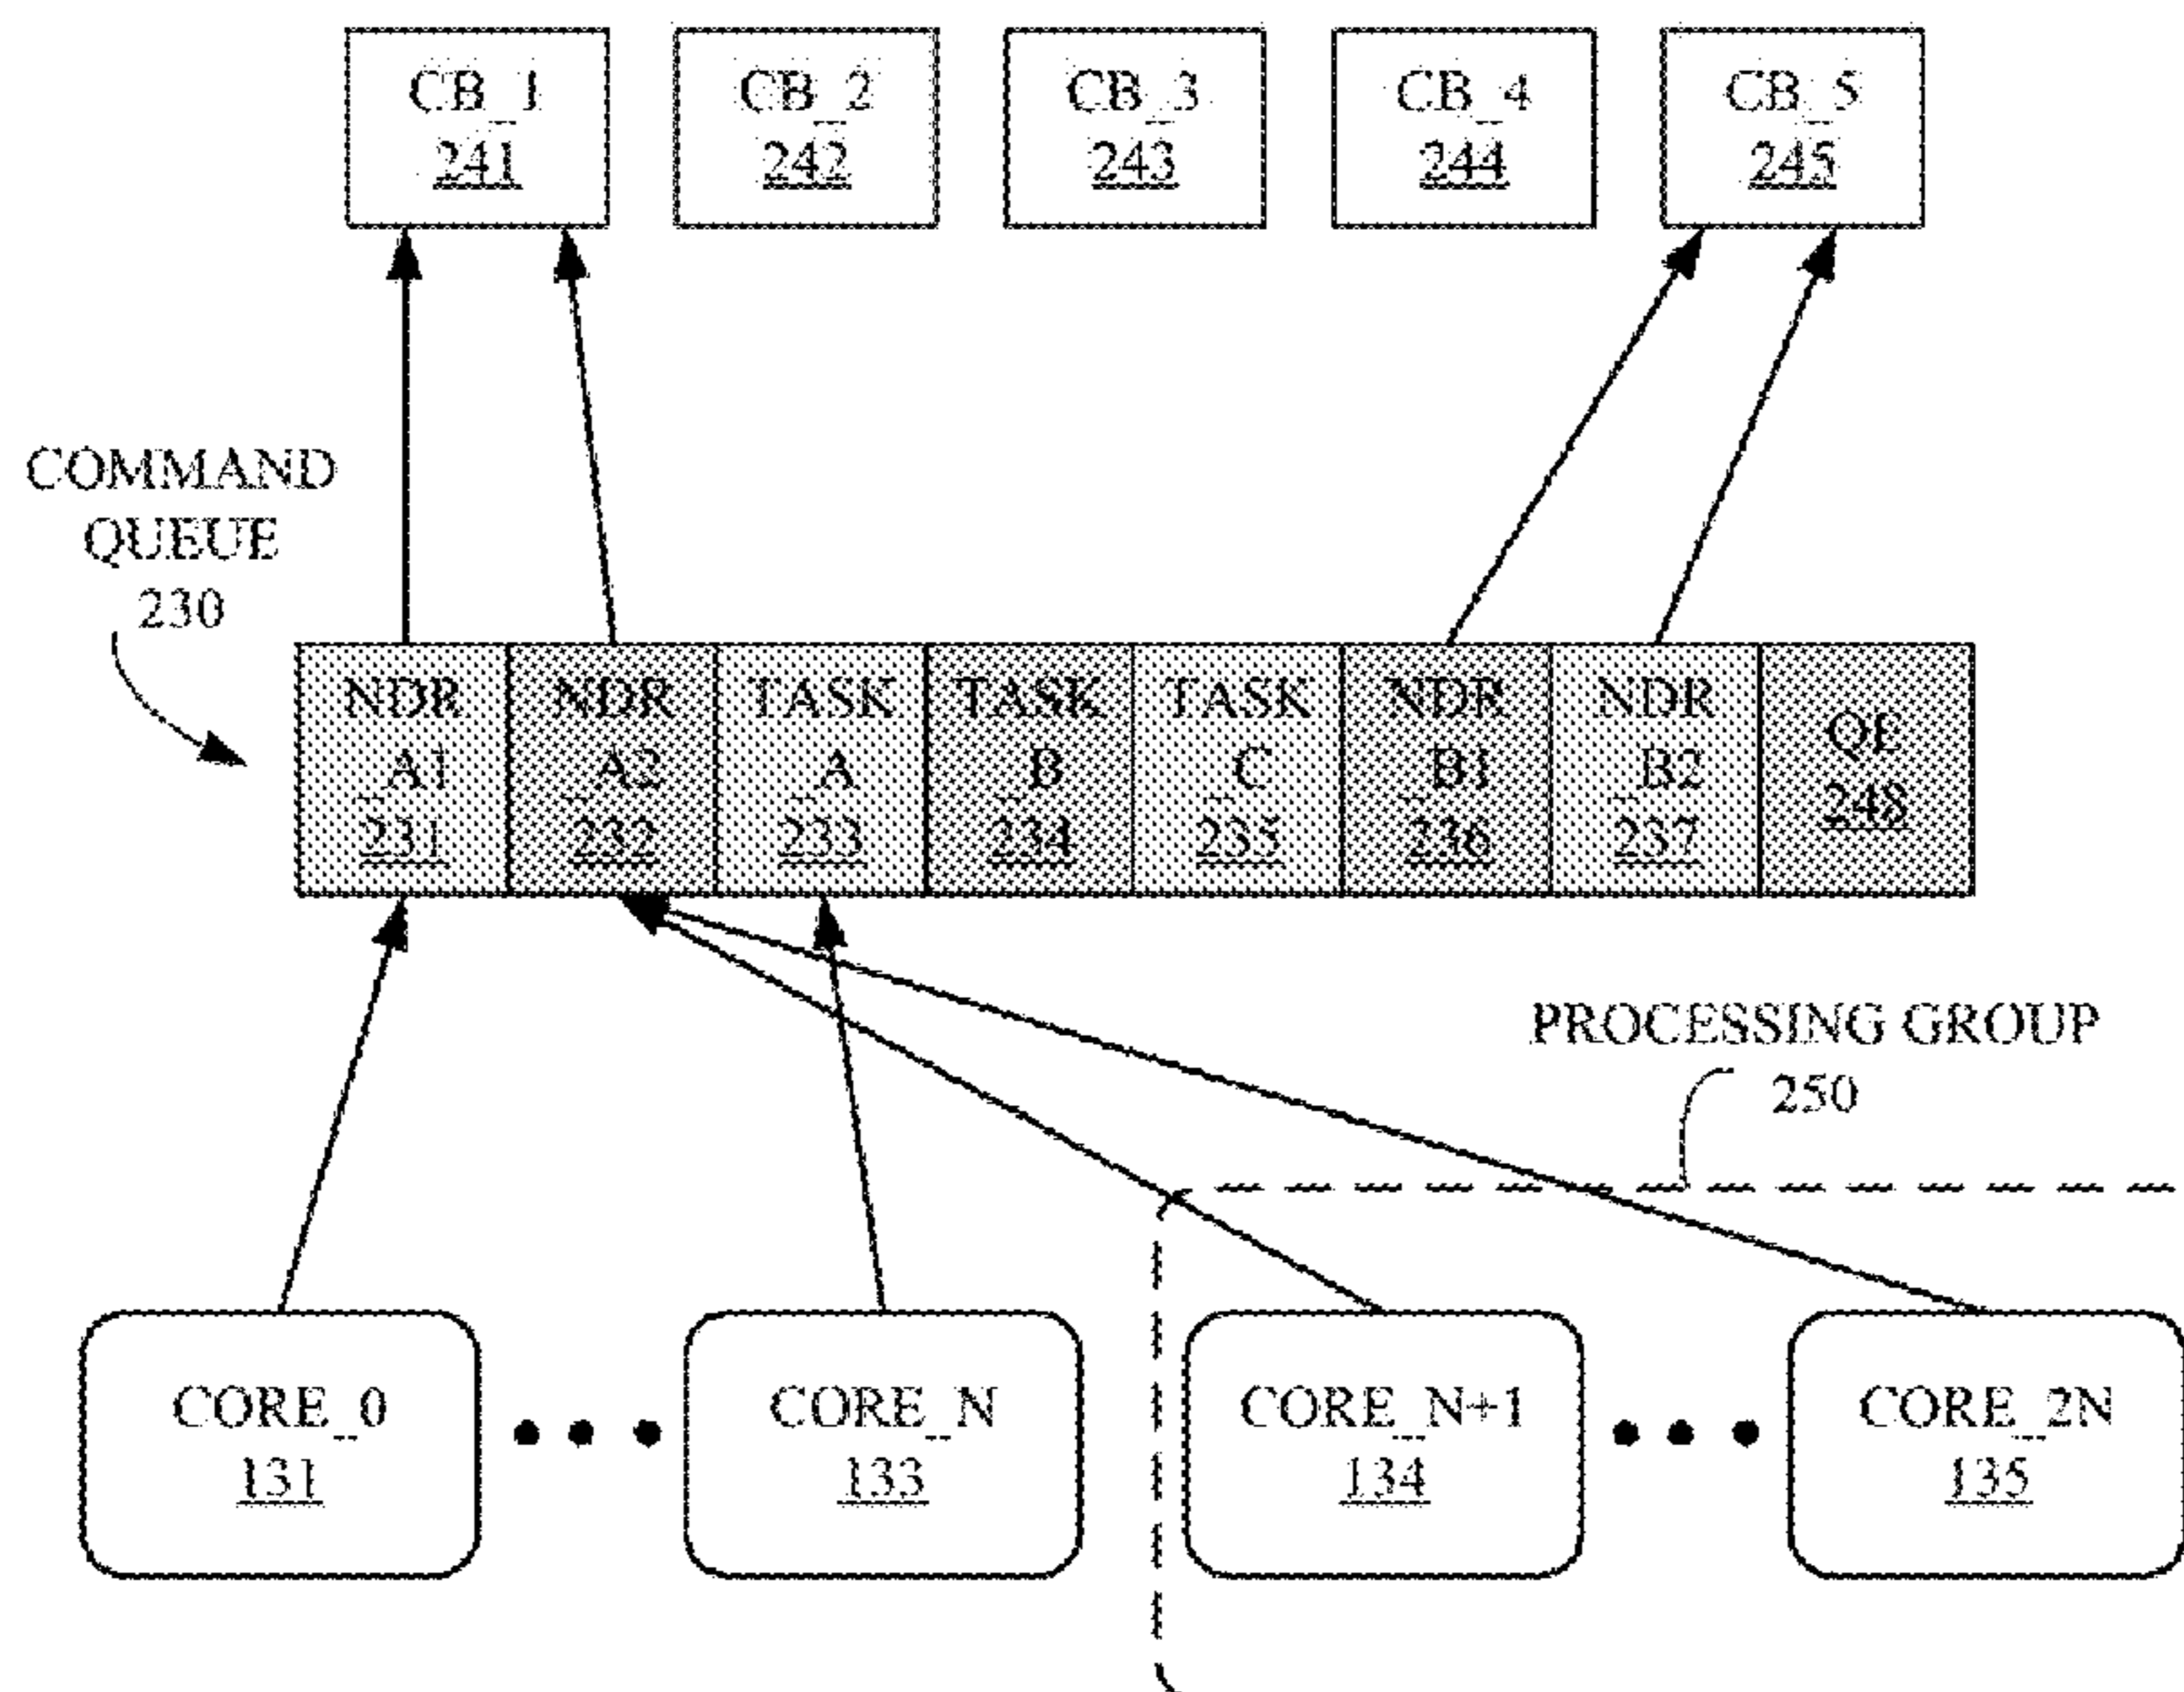 CB_1 CB_2 CB_3 CB_4 CB_5
241 242 243 244 245
COMMAND
QUEUE
230
NDR NDR TASK TASK TASK NDR NDR QE
_A1 _A2 _A _B _C _B1 _B2 248
231 232 233 234 235 236 237
PROCESSING GROUP
250
CORE_0 CORE_N CORE_N+1 CORE_2N
131 133 134 135